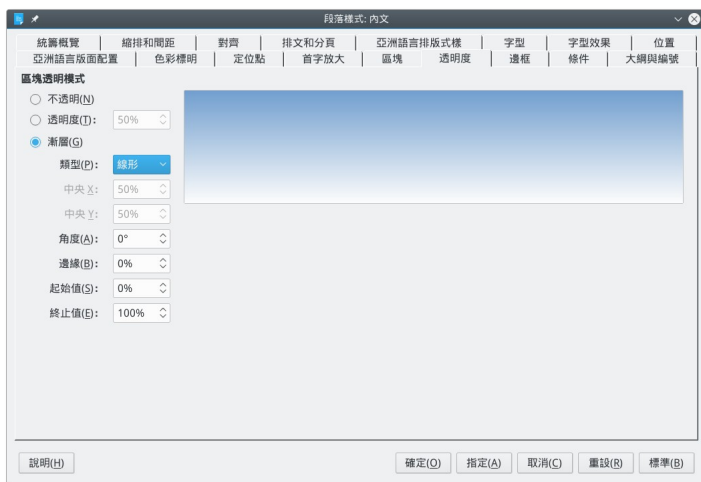 段落樣式: 內文
統籌概覽 縮排和間距 對齊 排文和分頁 亞洲語言排版式樣 字型 字型效果 位置
亞洲語言版面配置 色彩標明 定位點 首字放大 區塊 透明度 邊框 條件 大綱與編號
區塊透明模式
不透明(N)
透明度(T): 50%
漸層(G)
類型(P): 線形
中央 X: 50%
中央 Y: 50%
角度(A): 0°
邊緣(B): 0%
起始值(S): 0%
終止值(E): 100%
說明(H) 確定(O) 指定(A) 取消(C) 重設(R) 標準(B)